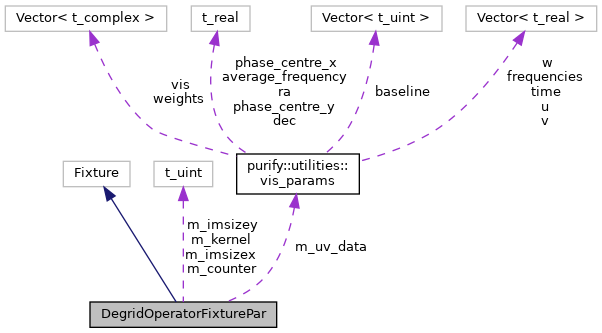 Vector< t_complex >
t_real
Vector< t_uint >
Vector< t_real >
vis
weights
phase_centre_x
average_frequency
ra
phase_centre_y
dec
baseline
w
frequencies
time
u
v
Fixture
t_uint
purify::utilities::
vis_params
m_imsizey
m_kernel
m_imsizex
m_counter
m_uv_data
DegridOperatorFixturePar